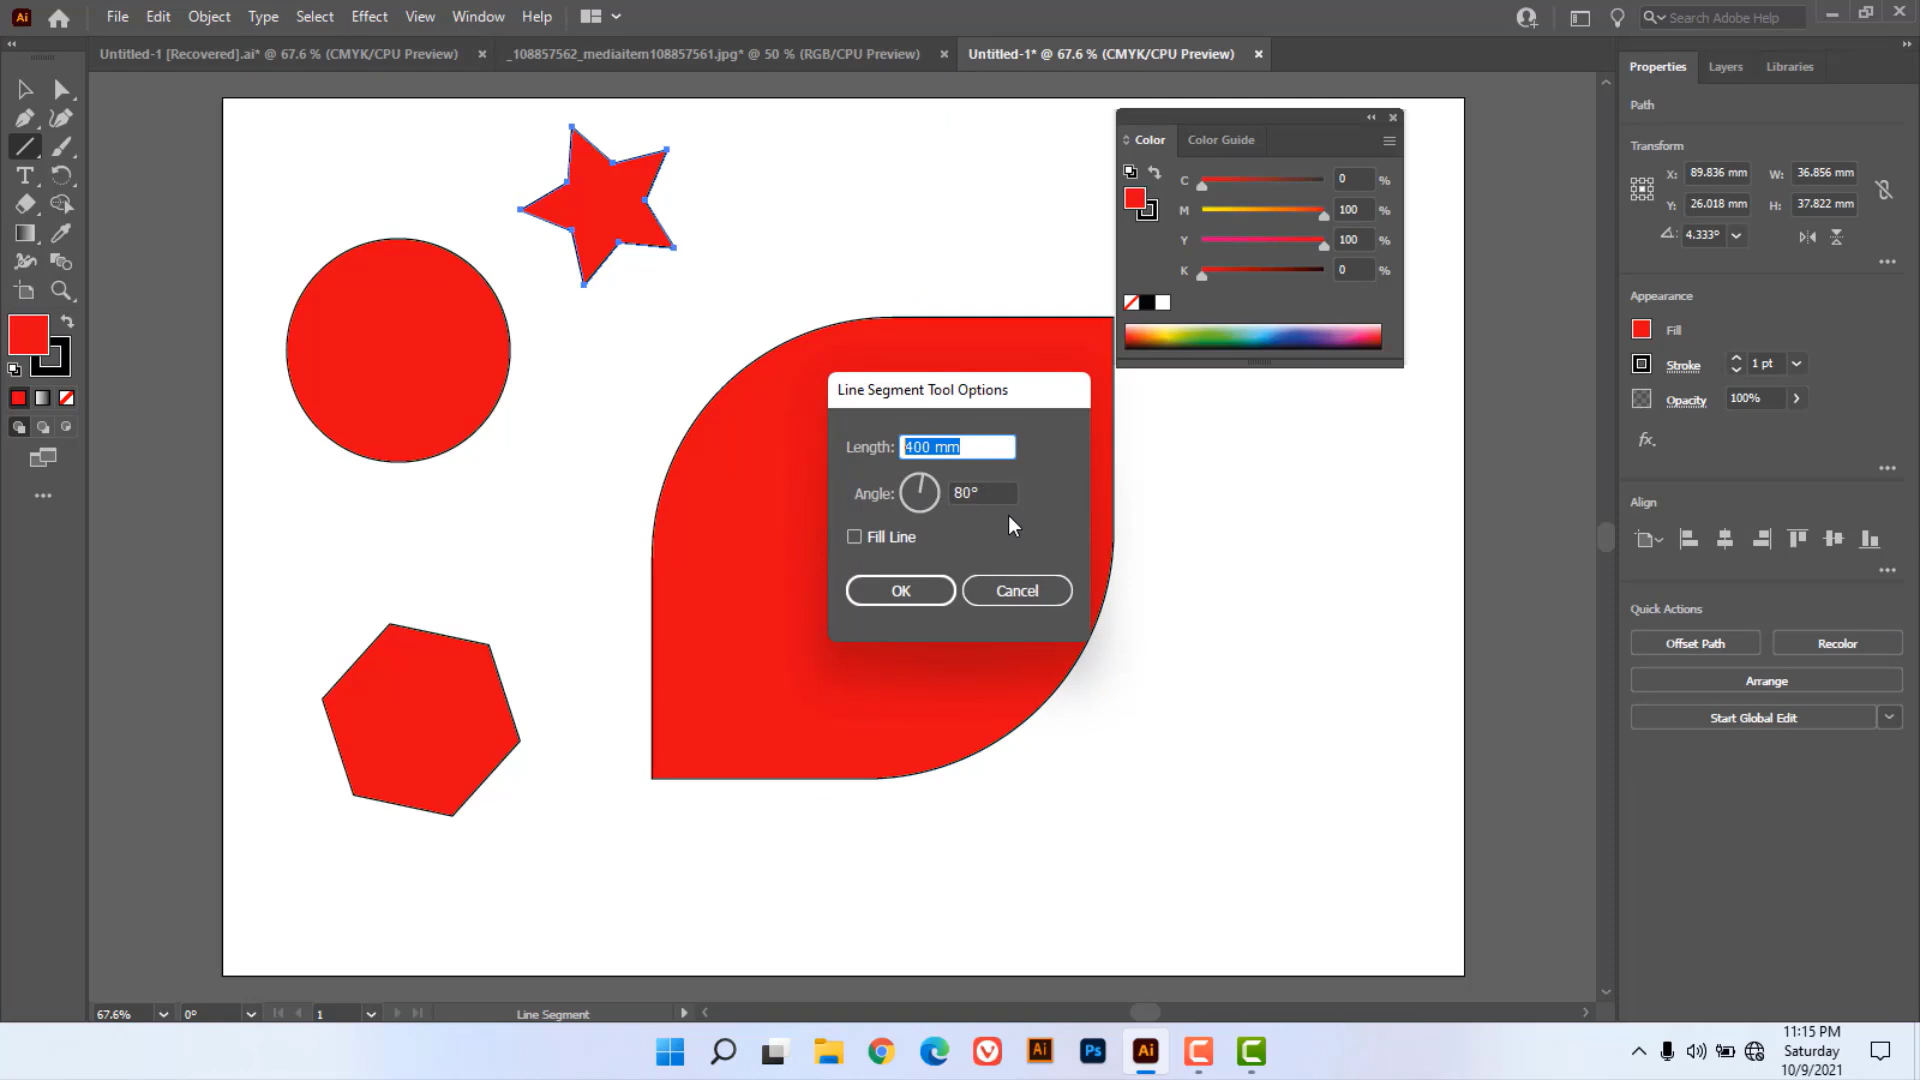 Ai File Edit Object Type Select Effect View Window Help Search Adobe Help
Untitled-1 [Recovered].ai* @ 67.6 % (CMYK/CPU Preview) _108857562_mediaitem108857561.jpg* @ 50 % (RGB/CPU Preview) Untitled-1* @ 67.6 % (CMYK/CPU Preview)
Properties Layers Libraries
Path
Transform
X: 89.836 mm W: 36.856 mm
Y: 26.018 mm H: 37.822 mm
4.333°
Appearance
Fill
Stroke 1 pt
Opacity 100%
fx.
Align
Quick Actions
Offset Path Recolor
Arrange
Start Global Edit
Color Color Guide
C 0 %
M 100 %
Y 100 %
K 0 %
Line Segment Tool Options
Length: 400 mm
Angle: 80°
Fill Line
OK Cancel
T
67.6% 0° 1 Line Segment
Ai Ps Ai
11:15 PM
Saturday
10/9/2021